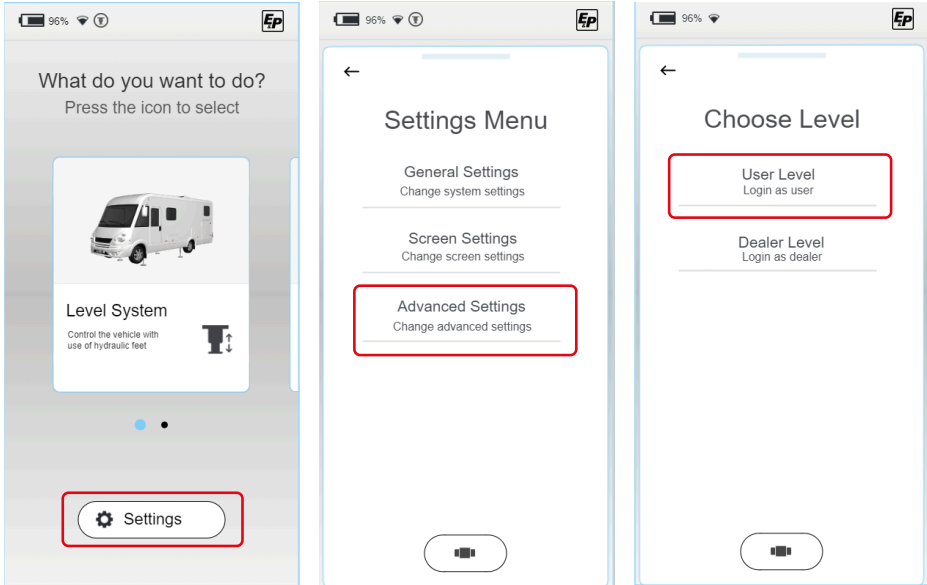 96%
EP
What do you want to do?
Press the icon to select
Level System
Control the vehicle with
use of hydraulic feet
Settings
96%
EP
←
Settings Menu
General Settings
Change system settings
Screen Settings
Change screen settings
Advanced Settings
Change advanced settings
96%
EP
←
Choose Level
User Level
Login as user
Dealer Level
Login as dealer